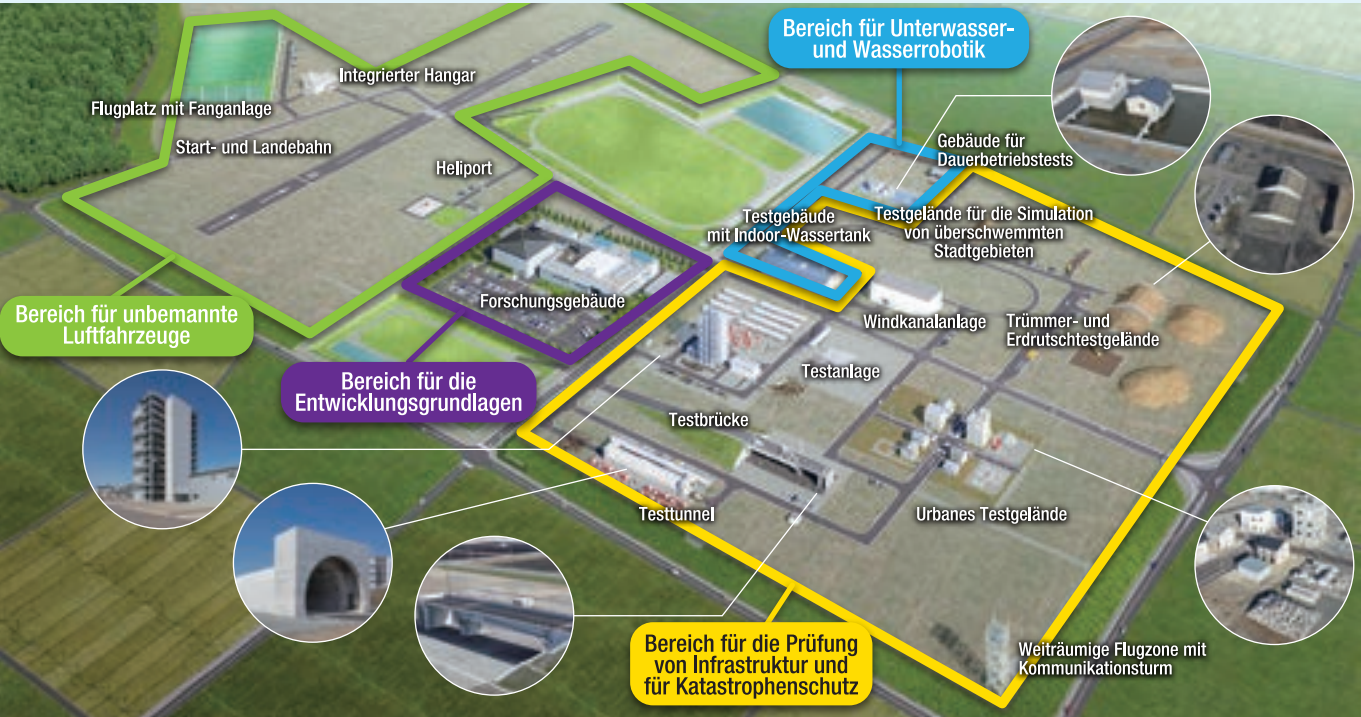 Bereich für Unterwasser-
und Wasserrobotik
Integrierter Hangar
Flugplatz mit Fanganlage
Start- und Landebahn
Gebäude für
Dauerbetriebstests
Heliport
Testgebäude
mit Indoor-Wassertank
Testgelände für die Simulation
von überschwemmten
Stadtgebieten
Forschungsgebäude
Bereich für unbemannte
Luftfahrzeuge
Windkanalanlage
Trümmer- und
Erdrutschtestgelände
Bereich für die
Entwicklungsgrundlagen
Testanlage
Testbrücke
Testtunnel
Urbanes Testgelände
Bereich für die Prüfung
von Infrastruktur und
für Katastrophenschutz
Weiträumige Flugzone mit
Kommunikationsturm